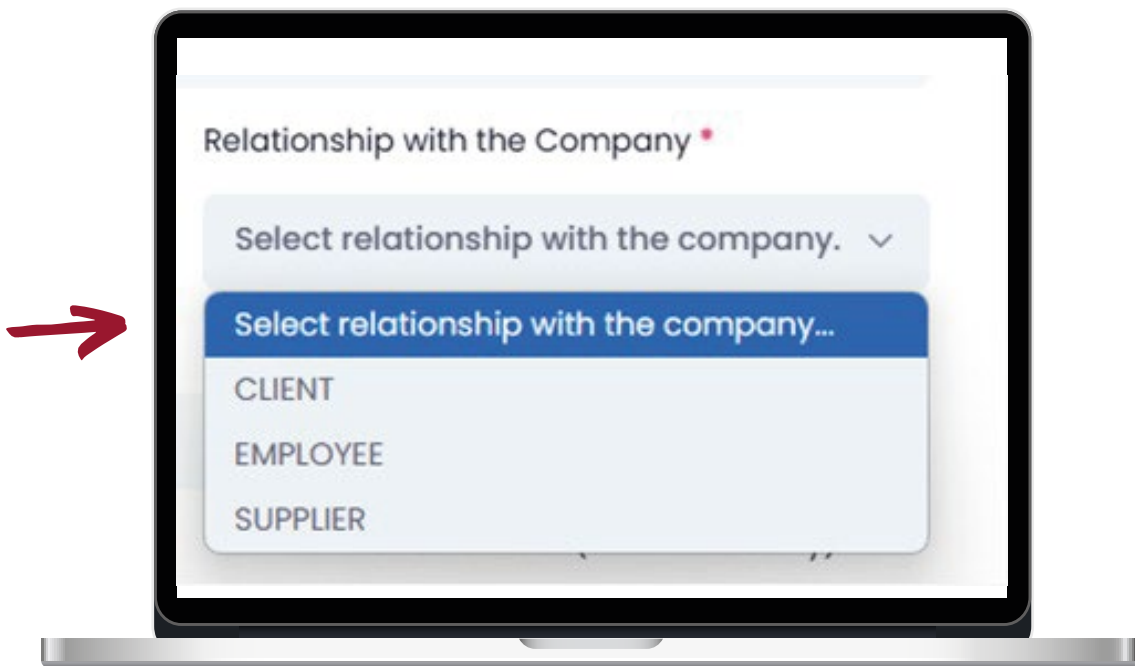 Relationship with the Company *
Select relationship with the company.
Select relationship with the company...
CLIENT
EMPLOYEE
SUPPLIER